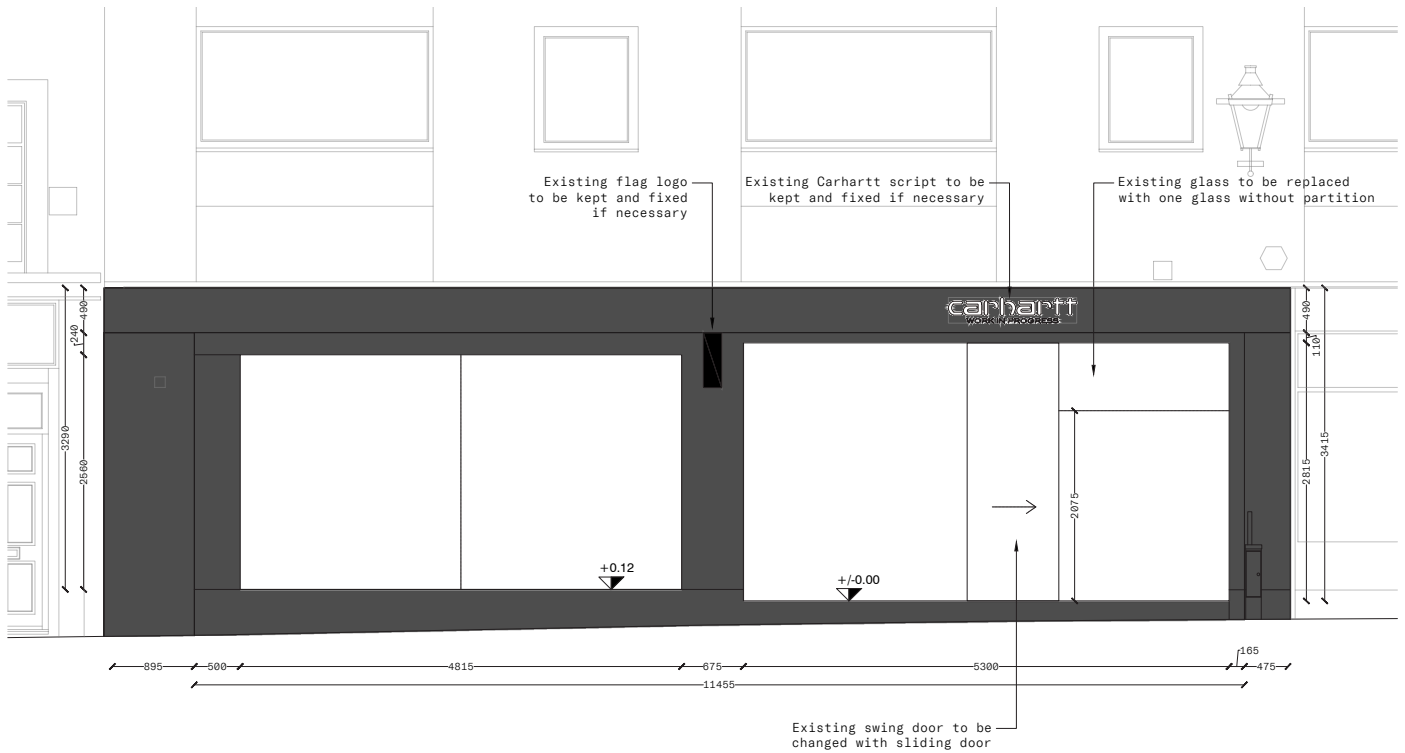 Existing flag logo
to be kept and fixed
if necessary
Existing Carhartt script to be
kept and fixed if necessary
Existing glass to be replaced
with one glass without partition
carhartt
WORK IN PROGRESS
490
240
3290
2560
490
110
3415
2815
2075
+0.12
+/-0.00
895
500
4815
675
5300
165
475
11455
Existing swing door to be
changed with sliding door